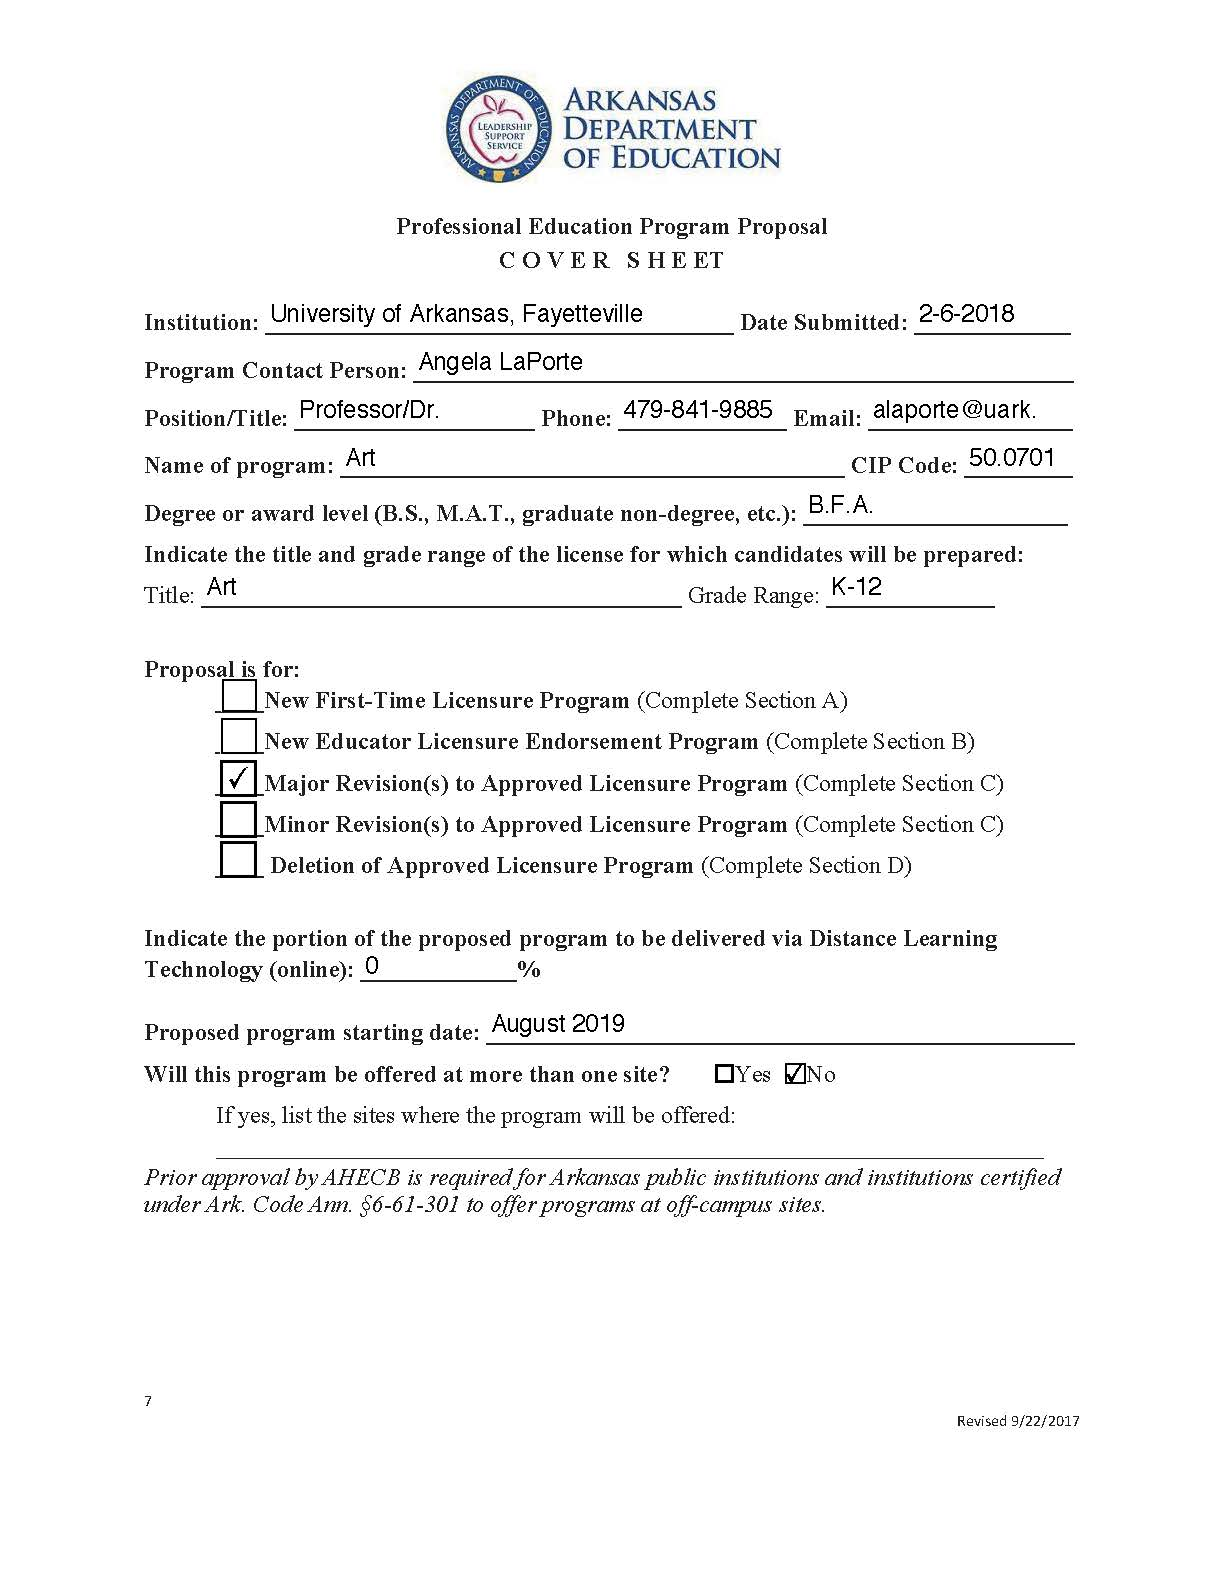 ARKANSAS DEPARTMENT OF EDUCATION
LEADERSHIP
SUPPORT
SERVICE
ARKANSAS
DEPARTMENT
OF EDUCATION
Professional Education Program Proposal
COVER SHEET
Institution: University of Arkansas, Fayetteville Date Submitted: 2-6-2018
Program Contact Person: Angela LaPorte
Position/Title: Professor/Dr. Phone: 479-841-9885 Email: alaporte@uark.
Name of program: Art CIP Code: 50.0701
Degree or award level (B.S., M.A.T., graduate non-degree, etc.): B.F.A.
Indicate the title and grade range of the license for which candidates will be prepared:
Title: Art Grade Range: K-12
Proposal is for:
New First-Time Licensure Program (Complete Section A)
New Educator Licensure Endorsement Program (Complete Section B)
✓ Major Revision(s) to Approved Licensure Program (Complete Section C)
Minor Revision(s) to Approved Licensure Program (Complete Section C)
Deletion of Approved Licensure Program (Complete Section D)
Indicate the portion of the proposed program to be delivered via Distance Learning
Technology (online): 0 %
Proposed program starting date: August 2019
Will this program be offered at more than one site? Yes ✓No
If yes, list the sites where the program will be offered:
Prior approval by AHECB is required for Arkansas public institutions and institutions certified
under Ark. Code Ann. §6-61-301 to offer programs at off-campus sites.
7
Revised 9/22/2017